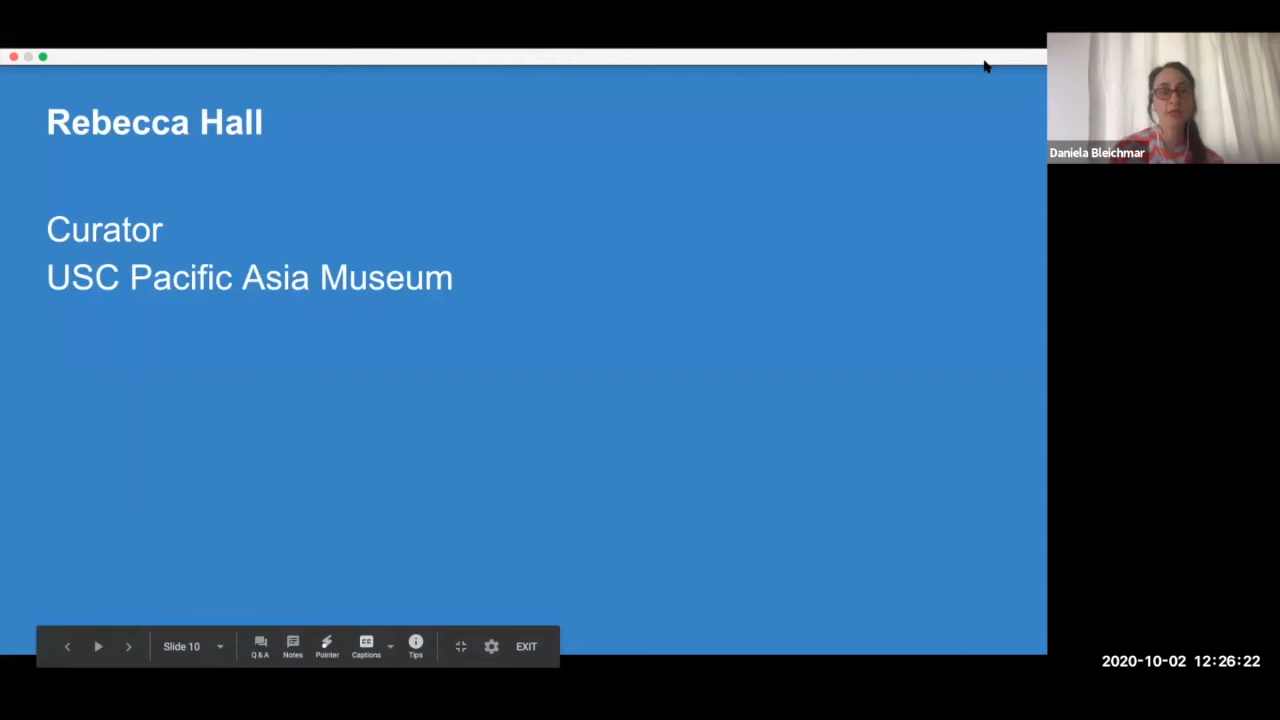 Rebecca Hall
Curator
USC Pacific Asia Museum
Daniela Bleichmar
Slide 10
Q & A
Notes
CC
Pointer
Captions
Tips
EXIT
2020-10-02 12:26:22